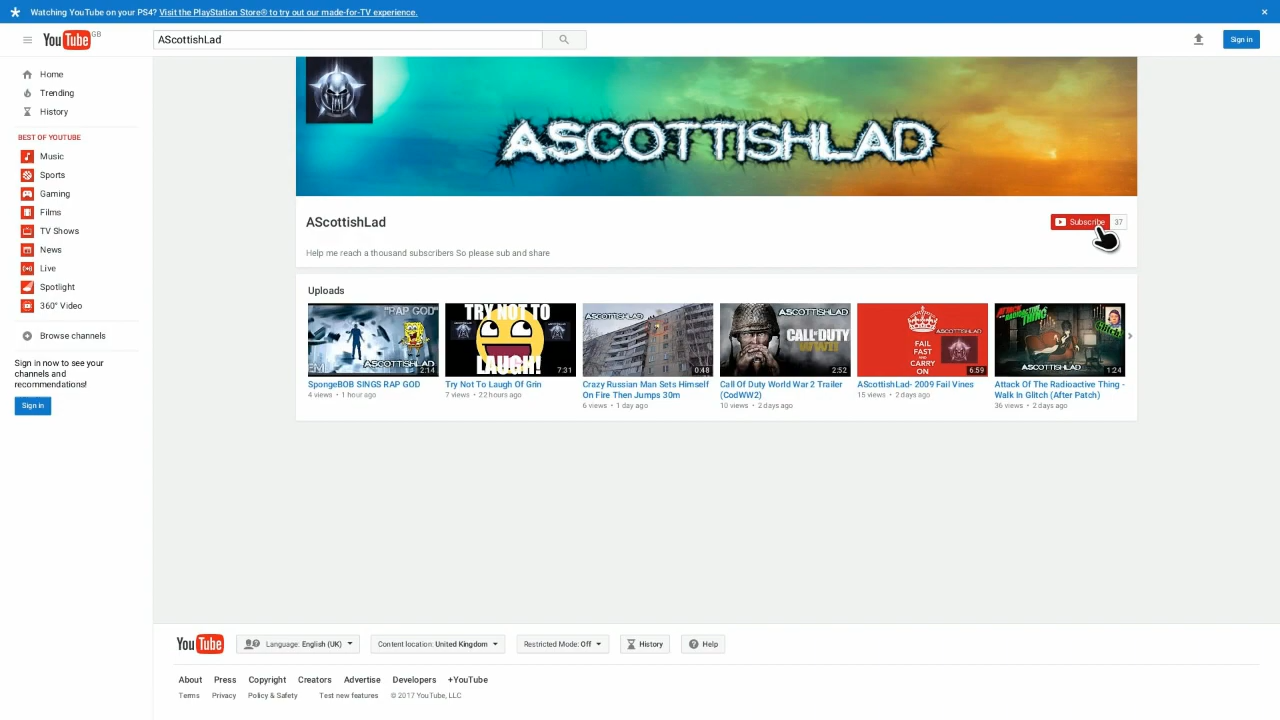 Watching YouTube on your PS4? Visit the PlayStation Store® to try out our made-for-TV experience.
YouTube GB
AScottishLad
Sign in
Home
Trending
History
BEST OF YOUTUBE
Music
Sports
Gaming
Films
TV Shows
News
Live
Spotlight
360° Video
Browse channels
Sign in now to see your
channels and
recommendations!
Sign in
ASCOTTISHLAD
AScottishLad
Subscribe 37
Help me reach a thousand subscribers So please sub and share
Uploads
"RAP GOD"
ASCOTTISHLAD
2:14
SpongeBOB SINGS RAP GOD
4 views • 1 hour ago
TRY NOT TO
LAUGH!
7:31
Try Not To Laugh Of Grin
7 views • 22 hours ago
ASCOTTISHLAD
0:48
Crazy Russian Man Sets Himself
On Fire Then Jumps 30m
6 views • 1 day ago
ASCOTTISHLAD
CALL OF DUTY
WWII
2:52
Call Of Duty World War 2 Trailer
(CodWW2)
10 views • 2 days ago
ASCOTTISHLAD
FAIL
FAST
AND
CARRY
ON
6:59
AScottishLad- 2009 Fail Vines
15 views • 2 days ago
ASCOTTISHLAD
1:24
Attack Of The Radioactive Thing -
Walk In Glitch (After Patch)
36 views • 2 days ago
YouTube
Language: English (UK)
Content location: United Kingdom
Restricted Mode: Off
History
Help
About Press Copyright Creators Advertise Developers +YouTube
Terms Privacy Policy & Safety Test new features © 2017 YouTube, LLC